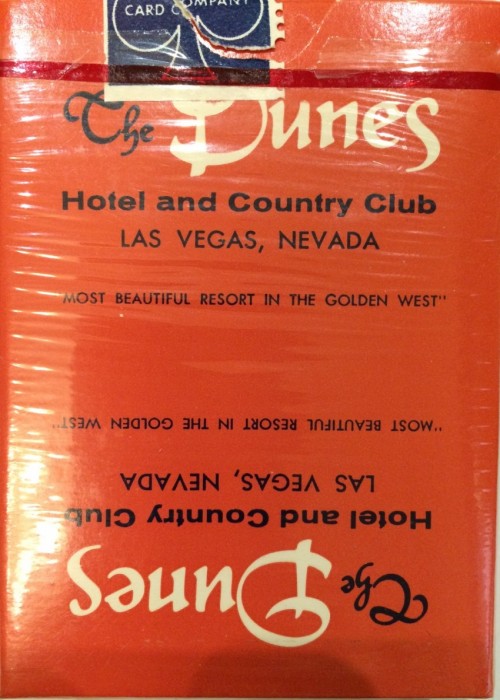 CARD COMPANY
The Dunes
Hotel and Country Club
LAS VEGAS, NEVADA
"MOST BEAUTIFUL RESORT IN THE GOLDEN WEST"
The Dunes
Hotel and Country Club
LAS VEGAS, NEVADA
"MOST BEAUTIFUL RESORT IN THE GOLDEN WEST"